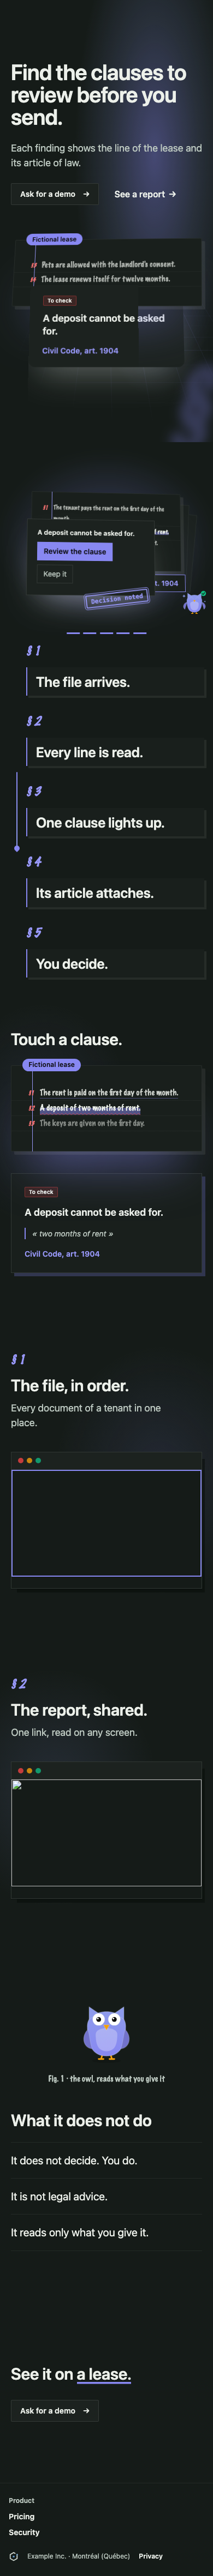 Find the clauses to
review before you
send.
Each finding shows the line of the lease and
its article of law.
Ask for a demo →
See a report →
Fictional lease
Pets are allowed with the landlord's consent.
The lease renews itself for twelve months.
To check
A deposit cannot be asked
for.
Civil Code, art. 1904
The tenant pays the rent on the first day of the
A deposit cannot be asked for.
Review the clause
Keep it
t. 1904
Decision noted
§ 1
The file arrives.
§ 2
Every line is read.
§ 3
One clause lights up.
§ 4
Its article attaches.
§ 5
You decide.
Touch a clause.
Fictional lease
The rent is paid on the first day of the month.
A deposit of two months of rent.
The keys are given on the first day.
To check
A deposit cannot be asked for.
« two months of rent »
Civil Code, art. 1904
§ 1
The file, in order.
Every document of a tenant in one
place.
§ 2
The report, shared.
One link, read on any screen.
Fig. 1 · the owl, reads what you give it
What it does not do
It does not decide. You do.
It is not legal advice.
It reads only what you give it.
See it on a lease.
Ask for a demo →
Product
Pricing
Security
Example Inc. · Montréal (Québec)
Privacy